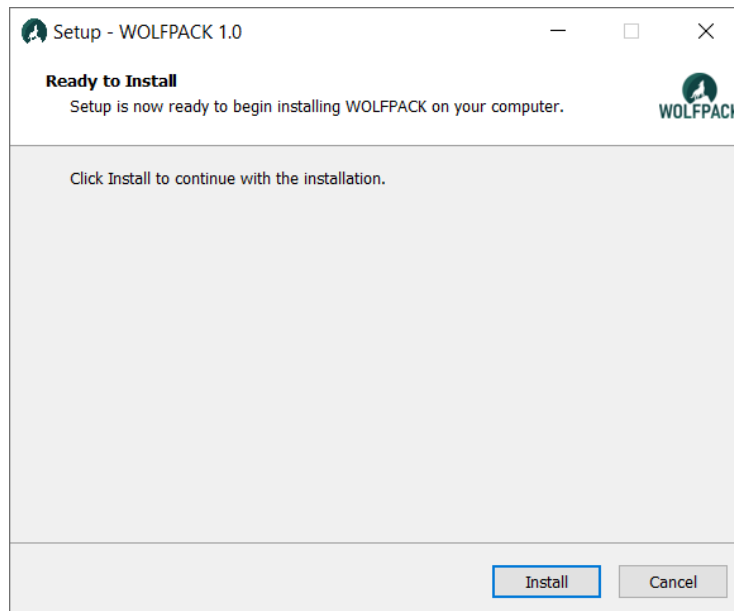 Setup - WOLFPACK 1.0
Ready to Install
Setup is now ready to begin installing WOLFPACK on your computer.
WOLFPACK
Click Install to continue with the installation.
Install
Cancel